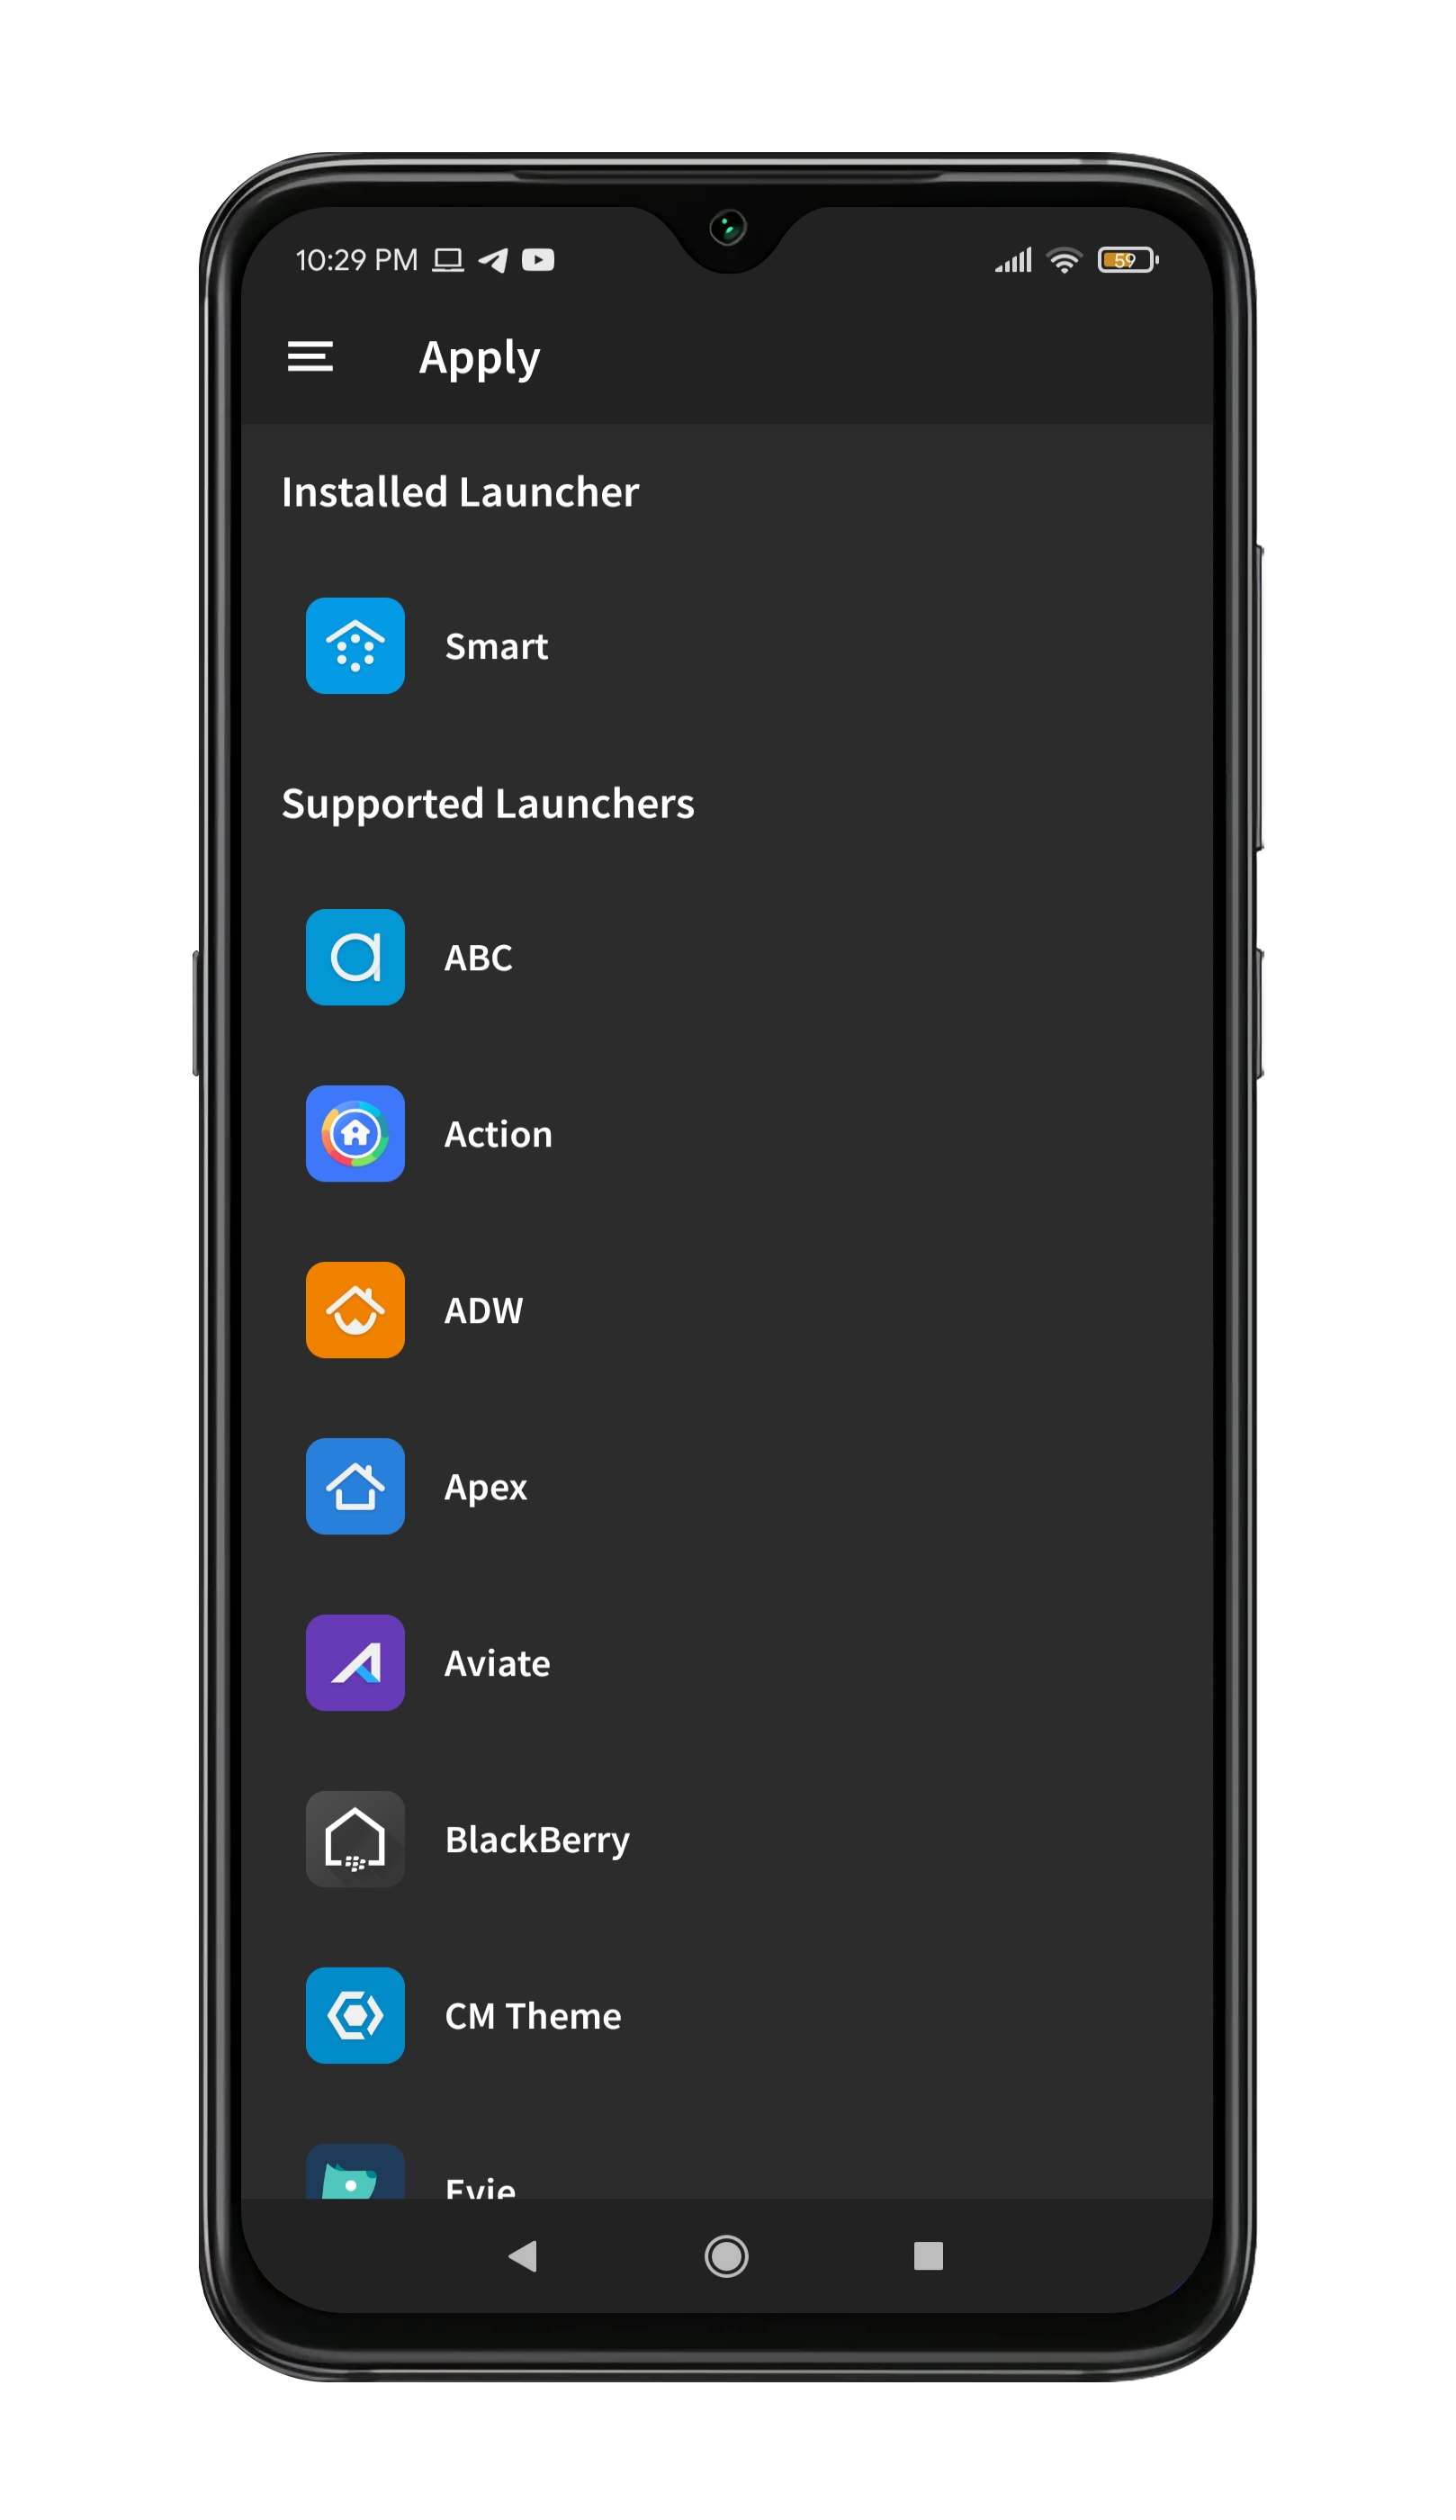 10:29 PM
59
Apply
Installed Launcher
Smart
Supported Launchers
ABC
Action
ADW
Apex
Aviate
BlackBerry
CM Theme
Evie